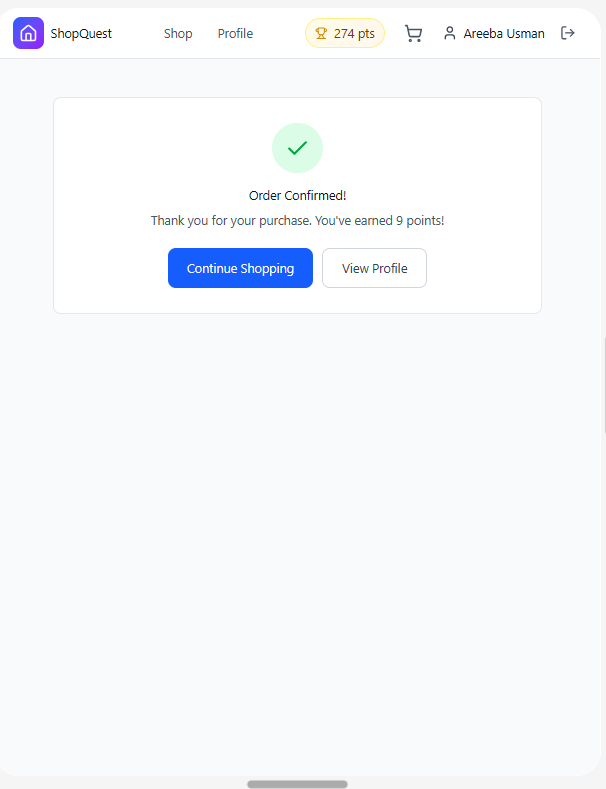 ShopQuest Shop Profile 274 pts Areeba Usman
Order Confirmed!
Thank you for your purchase. You've earned 9 points!
Continue Shopping View Profile